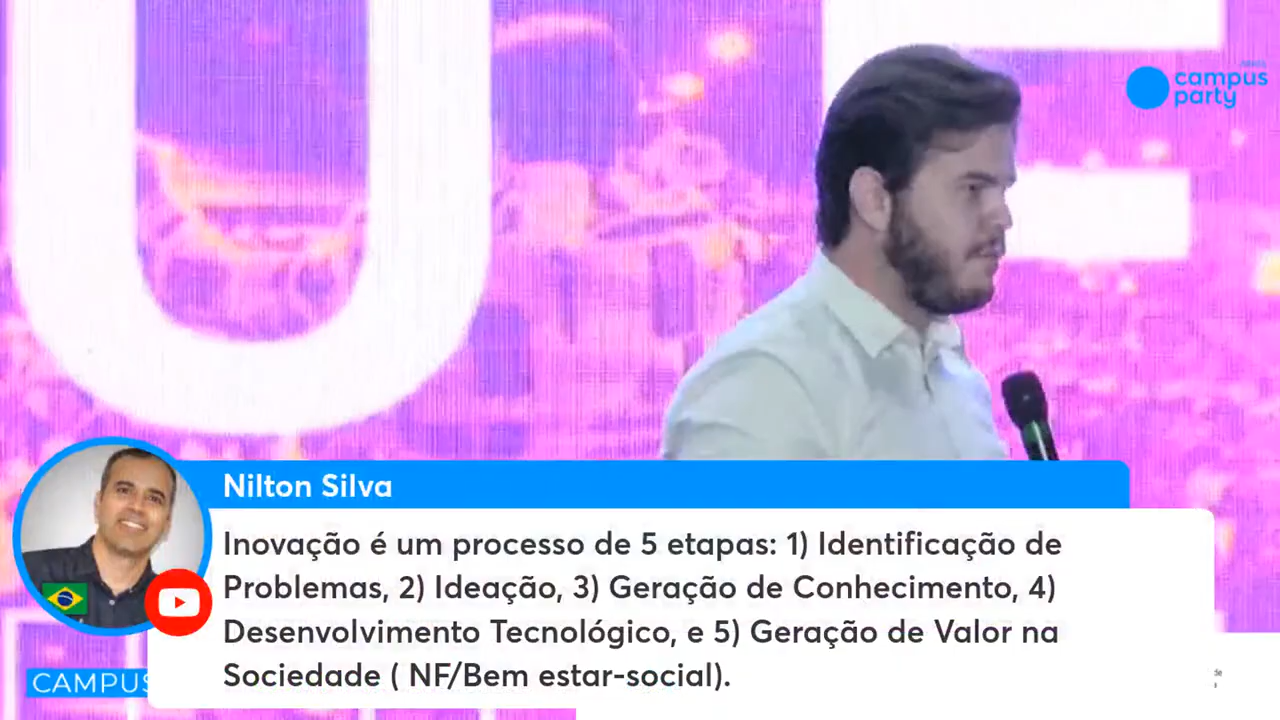 UE
campus
party
Nilton Silva
Inovação é um processo de 5 etapas: 1) Identificação de
Problemas, 2) Ideação, 3) Geração de Conhecimento, 4)
Desenvolvimento Tecnológico, e 5) Geração de Valor na
Sociedade ( NF/Bem estar-social).
CAMPUS